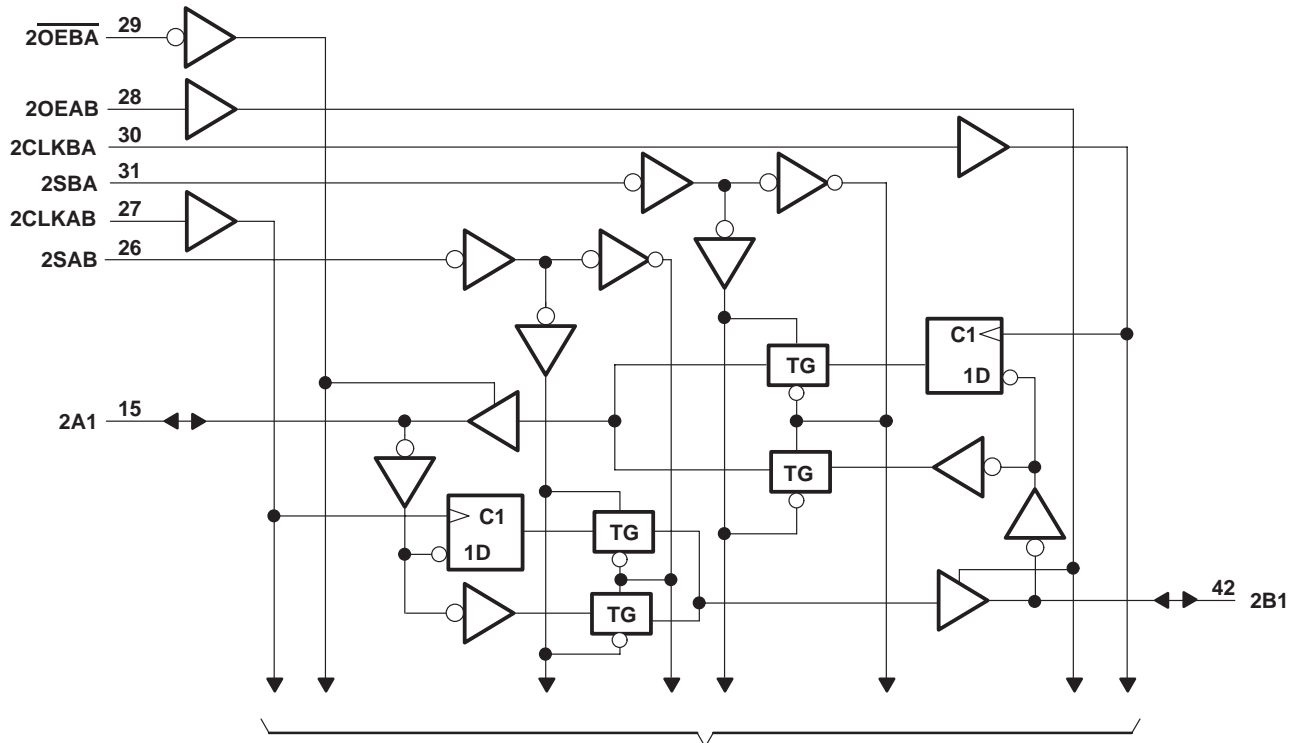 2O̅E̅B̅A̅ 29
2OEAB 28
2CLKBA 30
2SBA 31
2CLKAB 27
2SAB 26
C1
1D
TG
2A1 15
TG
C1
1D
TG
TG
42 2B1